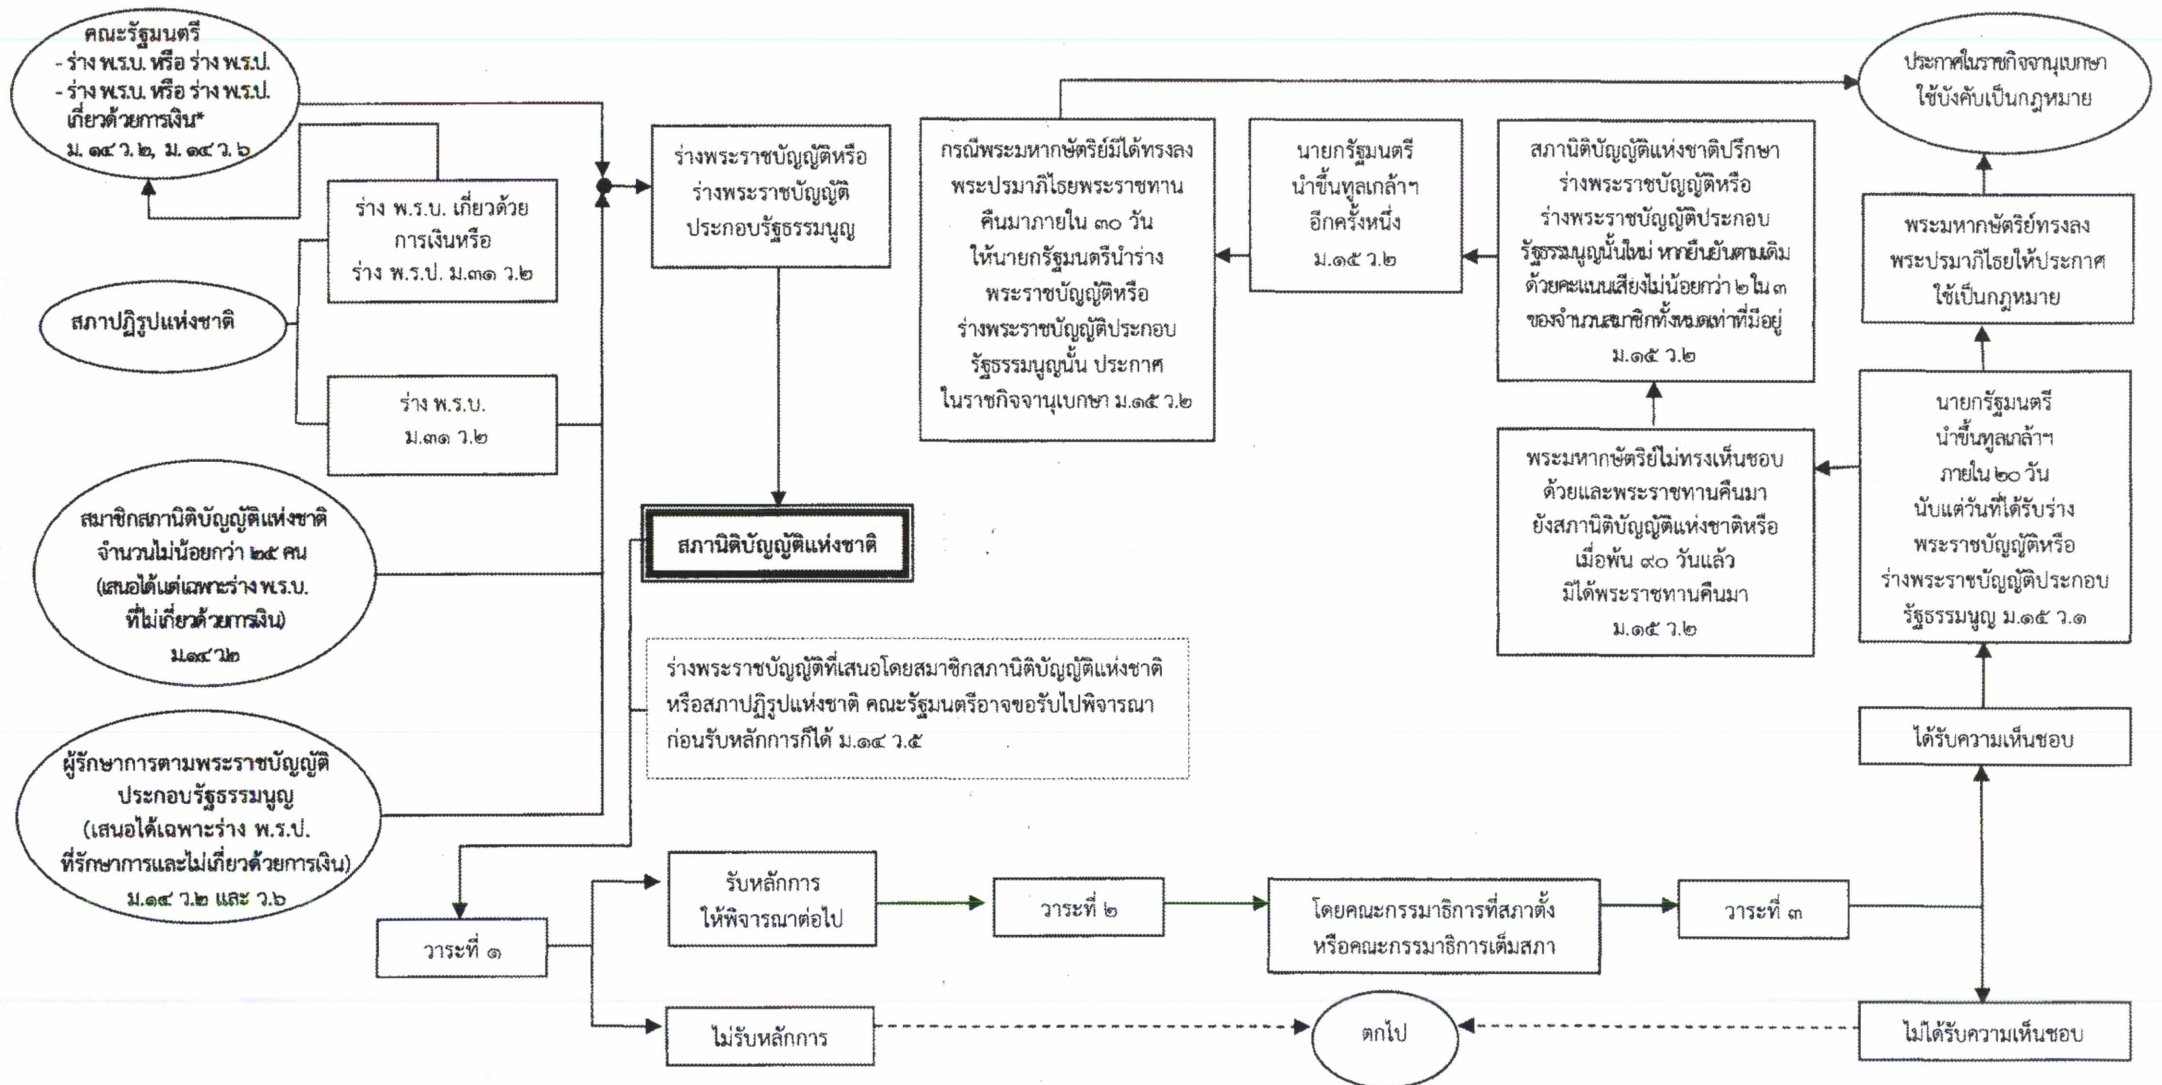 คณะรัฐมนตรี
- ร่าง พ.ร.บ. หรือ ร่าง พ.ร.ป.
- ร่าง พ.ร.บ. หรือ ร่าง พ.ร.ป.
เกี่ยวด้วยการเงิน*
ม. ๑๔ ว. ๒, ม. ๑๔ ว. ๖
ร่าง พ.ร.บ. เกี่ยวด้วย
การเงินหรือ
ร่าง พ.ร.ป. ม.๓๑ ว.๒
สภาปฏิรูปแห่งชาติ
ร่าง พ.ร.บ.
ม.๓๑ ว.๒
สมาชิกสภานิติบัญญัติแห่งชาติ
จำนวนไม่น้อยกว่า ๒๕ คน
(เสนอได้แต่เฉพาะร่าง พ.ร.บ.
ที่ไม่เกี่ยวด้วยการเงิน)
ม.๑๔ ว.๒
ผู้รักษาการตามพระราชบัญญัติ
ประกอบรัฐธรรมนูญ
(เสนอได้เฉพาะร่าง พ.ร.ป.
ที่รักษาการและไม่เกี่ยวด้วยการเงิน)
ม.๑๔ ว.๒ และ ว.๖
ร่างพระราชบัญญัติหรือ
ร่างพระราชบัญญัติ
ประกอบรัฐธรรมนูญ
สภานิติบัญญัติแห่งชาติ
ร่างพระราชบัญญัติที่เสนอโดยสมาชิกสภานิติบัญญัติแห่งชาติ
หรือสภาปฏิรูปแห่งชาติ คณะรัฐมนตรีอาจขอรับไปพิจารณา
ก่อนรับหลักการก็ได้ ม.๑๔ ว.๕
วาระที่ ๑
รับหลักการ
ให้พิจารณาต่อไป
ไม่รับหลักการ
วาระที่ ๒
โดยคณะกรรมาธิการที่สภาตั้ง
หรือคณะกรรมาธิการเต็มสภา
วาระที่ ๓
ตกไป
ได้รับความเห็นชอบ
ไม่ได้รับความเห็นชอบ
นายกรัฐมนตรี
นำขึ้นทูลเกล้าฯ
ภายใน ๒๐ วัน
นับแต่วันที่ได้รับร่าง
พระราชบัญญัติหรือ
ร่างพระราชบัญญัติประกอบ
รัฐธรรมนูญ ม.๑๕ ว.๑
พระมหากษัตริย์ทรงลง
พระปรมาภิไธยให้ประกาศ
ใช้เป็นกฎหมาย
ประกาศในราชกิจจานุเบกษา
ใช้บังคับเป็นกฎหมาย
พระมหากษัตริย์ไม่ทรงเห็นชอบ
ด้วยและพระราชทานคืนมา
ยังสภานิติบัญญัติแห่งชาติหรือ
เมื่อพ้น ๙๐ วันแล้ว
มิได้พระราชทานคืนมา
ม.๑๕ ว.๒
สภานิติบัญญัติแห่งชาติปรึกษา
ร่างพระราชบัญญัติหรือ
ร่างพระราชบัญญัติประกอบ
รัฐธรรมนูญนั้นใหม่ หากยืนยันตามเดิม
ด้วยคะแนนเสียงไม่น้อยกว่า ๒ ใน ๓
ของจำนวนสมาชิกทั้งหมดเท่าที่มีอยู่
ม.๑๕ ว.๒
นายกรัฐมนตรี
นำขึ้นทูลเกล้าฯ
อีกครั้งหนึ่ง
ม.๑๕ ว.๒
กรณีพระมหากษัตริย์มิได้ทรงลง
พระปรมาภิไธยพระราชทาน
คืนมาภายใน ๓๐ วัน
ให้นายกรัฐมนตรีนำร่าง
พระราชบัญญัติหรือ
ร่างพระราชบัญญัติประกอบ
รัฐธรรมนูญนั้น ประกาศ
ในราชกิจจานุเบกษา ม.๑๕ ว.๒